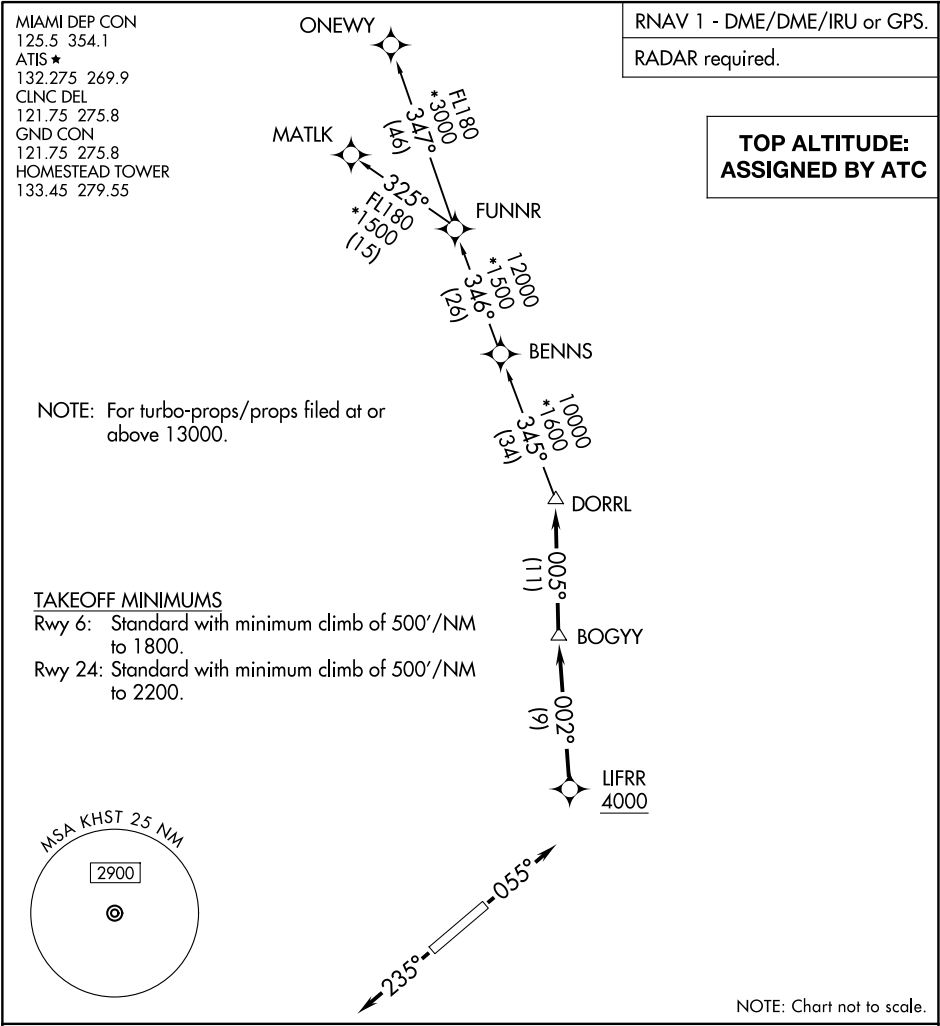 MIAMI DEP CON
125.5 354.1
ATIS ★
132.275 269.9
CLNC DEL
121.75 275.8
GND CON
121.75 275.8
HOMESTEAD TOWER
133.45 279.55
RNAV 1 - DME/DME/IRU or GPS.
RADAR required.
TOP ALTITUDE:
ASSIGNED BY ATC
ONEWY
FL180
*3000
347°
(46)
MATLK
325°
FL180
*1500
(15)
FUNNR
12000
*1500
346°
(26)
BENNS
10000
*1600
345°
(34)
NOTE: For turbo-props/props filed at or
above 13000.
DORRL
005°
(11)
BOGYY
002°
(9)
LIFRR
4000
TAKEOFF MINIMUMS
Rwy 6: Standard with minimum climb of 500'/NM
to 1800.
Rwy 24: Standard with minimum climb of 500'/NM
to 2200.
MSA KHST 25 NM
2900
055°
235°
NOTE: Chart not to scale.